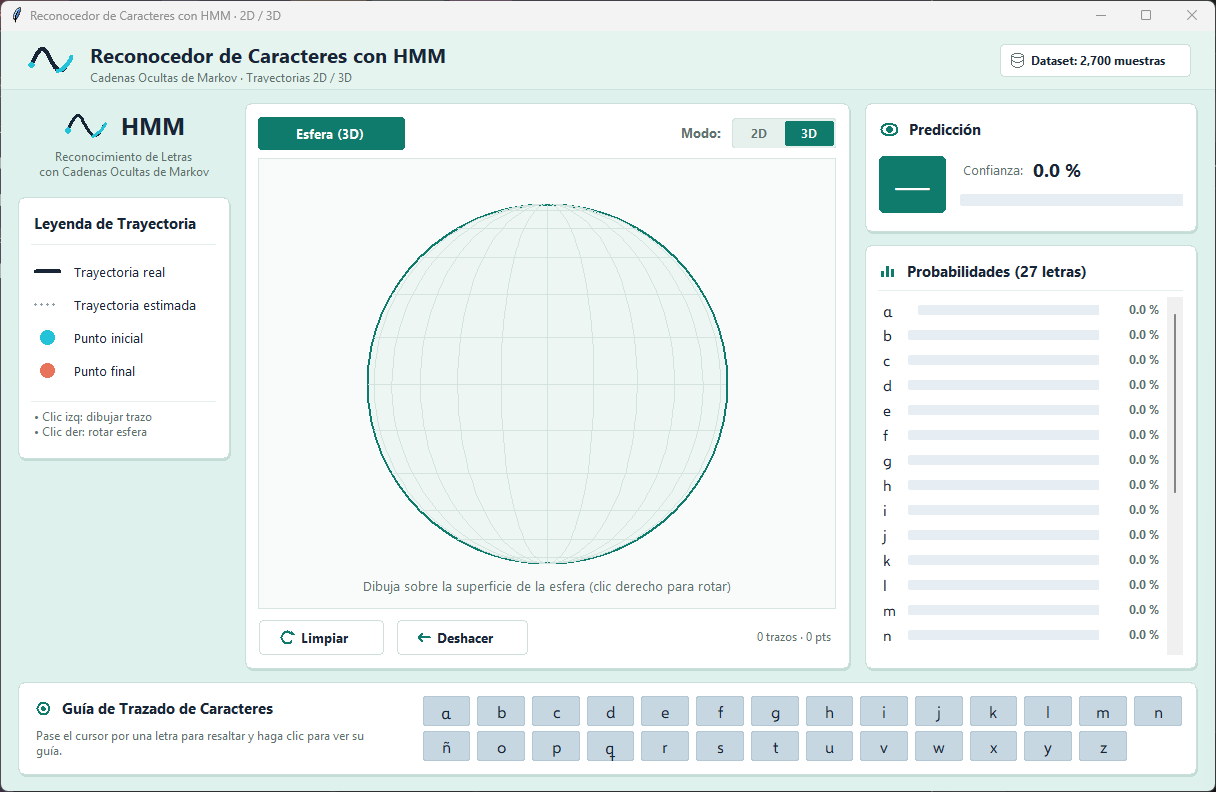 Reconocedor de Caracteres con HMM · 2D / 3D
Reconocedor de Caracteres con HMM
Cadenas Ocultas de Markov · Trayectorias 2D / 3D
Dataset: 2,700 muestras
HMM
Reconocimiento de Letras
con Cadenas Ocultas de Markov
Leyenda de Trayectoria
Trayectoria real
Trayectoria estimada
Punto inicial
Punto final
• Clic izq: dibujar trazo
• Clic der: rotar esfera
Esfera (3D)
Modo: 2D 3D
Dibuja sobre la superficie de la esfera (clic derecho para rotar)
Limpiar
Deshacer
0 trazos · 0 pts
Predicción
—
Confianza: 0.0 %
Probabilidades (27 letras)
a 0.0 %
b 0.0 %
c 0.0 %
d 0.0 %
e 0.0 %
f 0.0 %
g 0.0 %
h 0.0 %
i 0.0 %
j 0.0 %
k 0.0 %
l 0.0 %
m 0.0 %
n 0.0 %
Guía de Trazado de Caracteres
Pase el cursor por una letra para resaltar y haga clic para ver su
guía.
a b c d e f g h i j k l m n
ñ o p q r s t u v w x y z